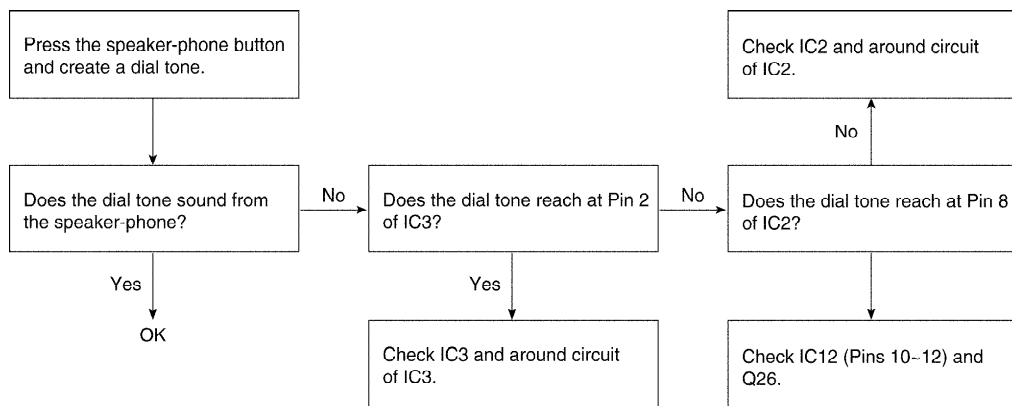 Press the speaker-phone button
and create a dial tone.
Check IC2 and around circuit
of IC2.
No
Does the dial tone sound from
the speaker-phone?
No
Does the dial tone reach at Pin 2
of IC3?
No
Does the dial tone reach at Pin 8
of IC2?
Yes
Yes
OK
Check IC3 and around circuit
of IC3.
Check IC12 (Pins 10~12) and
Q26.